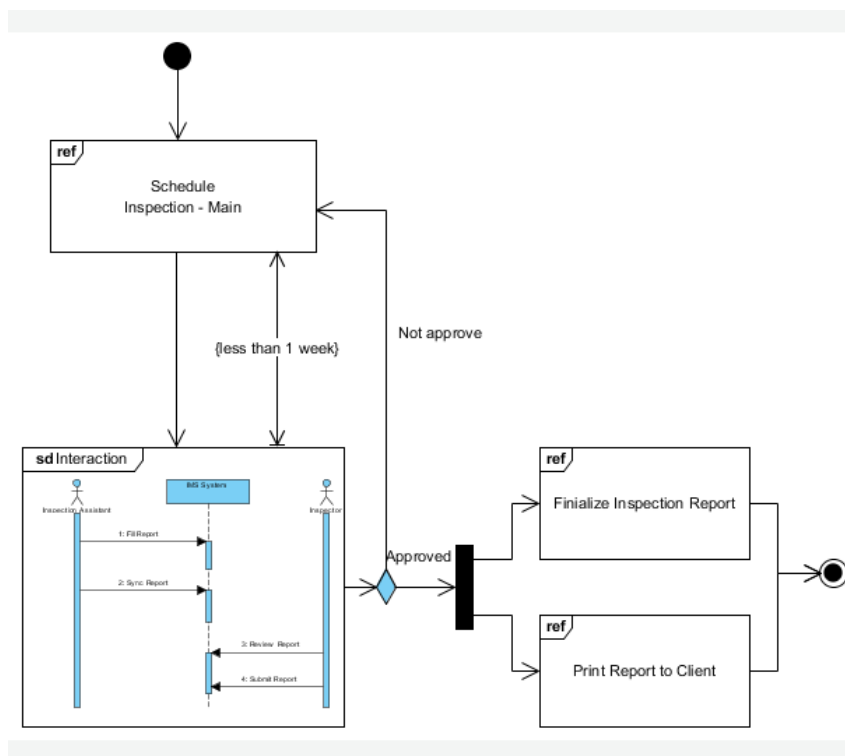 ref
Schedule
Inspection - Main
{less than 1 week}
Not approve
sd Interaction
Inspection Assistant
IMS System
Inspector
1: Fill Report
2: Sync Report
3: Review Report
4: Submit Report
Approved
ref
Finialize Inspection Report
ref
Print Report to Client